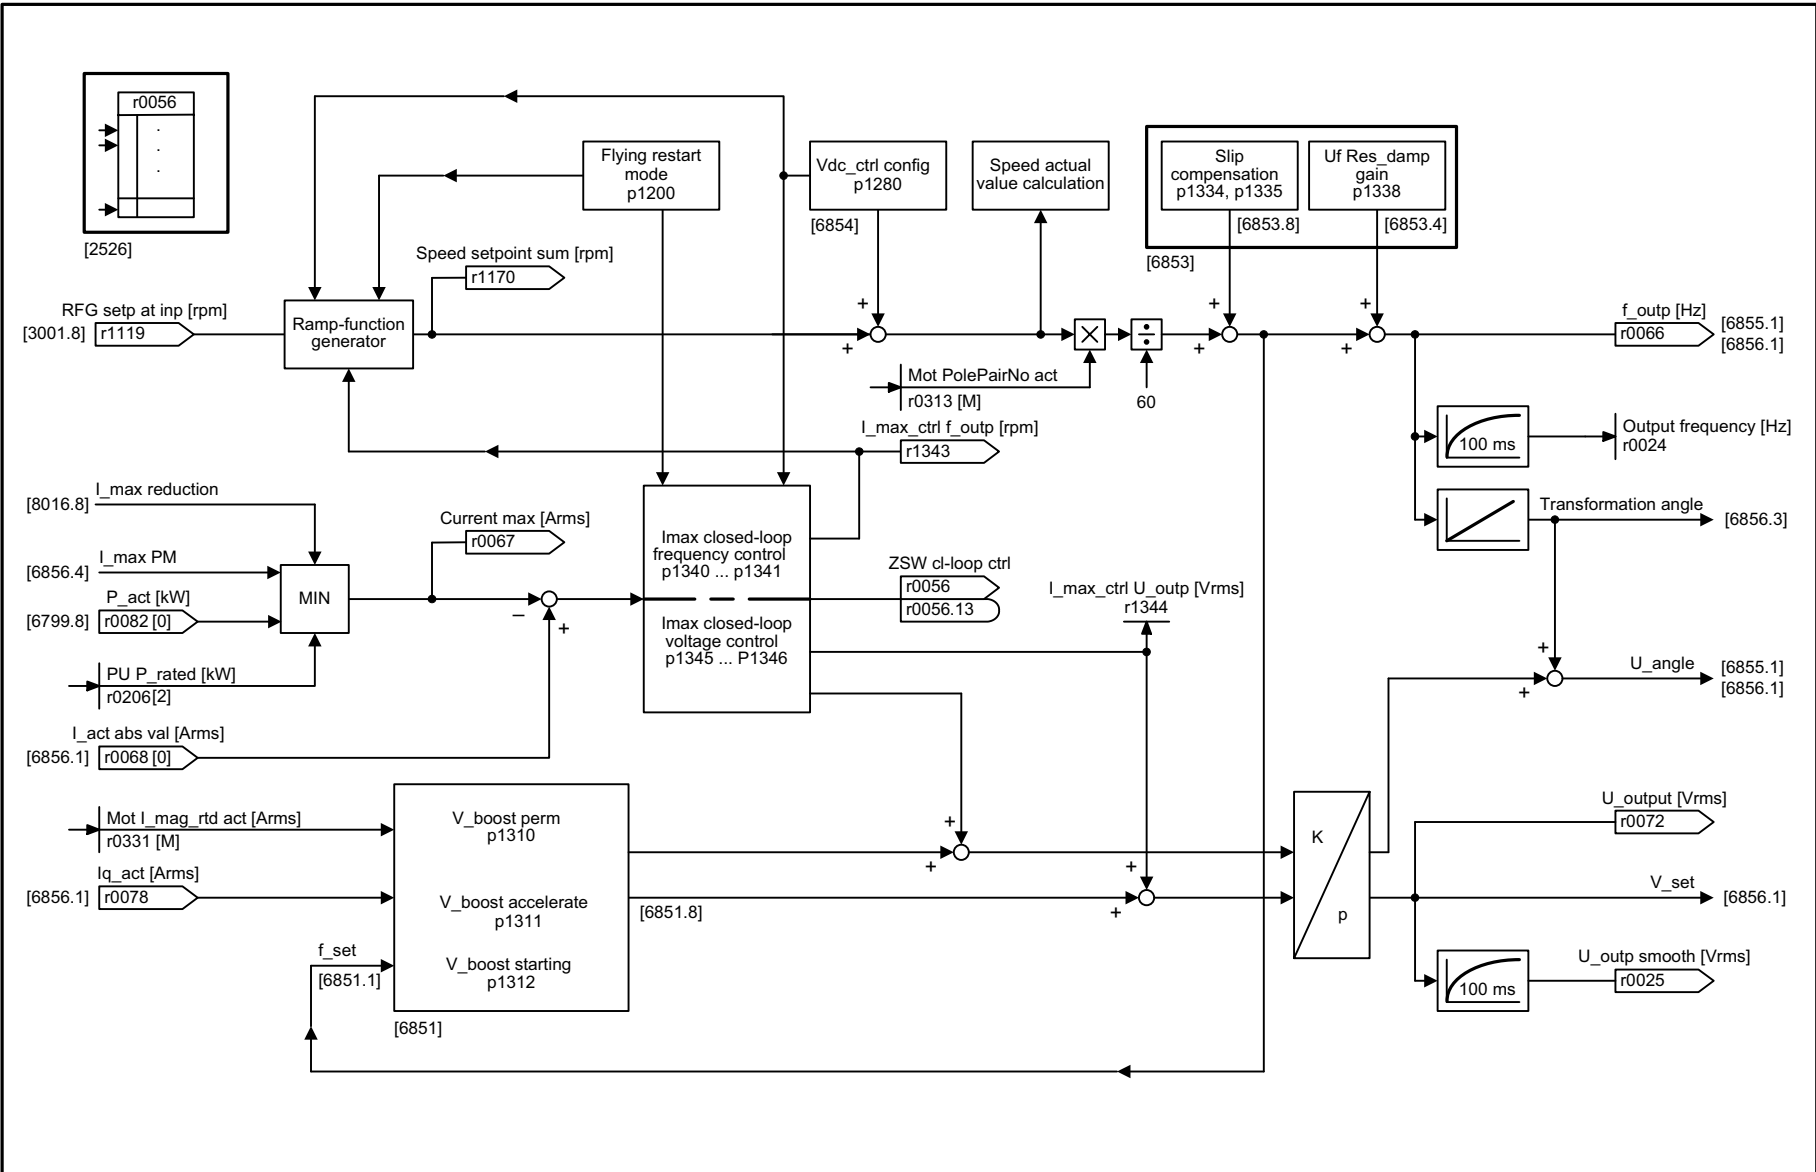 r0056
[2526]
Flying restart
mode
p1200
Vdc_ctrl config
p1280
[6854]
Speed actual
value calculation
Slip
compensation
p1334, p1335
[6853.8]
Uf Res_damp
gain
p1338
[6853.4]
[6853]
Speed setpoint sum [rpm]
r1170
RFG setp at inp [rpm]
[3001.8]
r1119
Ramp-function
generator
+
+
+
+
+
+
f_outp [Hz]
r0066
[6855.1]
[6856.1]
Mot PolePairNo act
r0313 [M]
60
I_max_ctrl f_outp [rpm]
r1343
100 ms
Output frequency [Hz]
r0024
I_max reduction
[8016.8]
Current max [Arms]
r0067
Transformation angle
[6856.3]
I_max PM
[6856.4]
P_act [kW]
[6799.8]
r0082 [0]
MIN
PU P_rated [kW]
r0206[2]
I_act abs val [Arms]
[6856.1]
r0068 [0]
–
+
Imax closed-loop
frequency control
p1340 ... p1341
Imax closed-loop
voltage control
p1345 ... P1346
ZSW cl-loop ctrl
r0056
r0056.13
I_max_ctrl U_outp [Vrms]
r1344
+
+
U_angle
[6855.1]
[6856.1]
Mot I_mag_rtd act [Arms]
r0331 [M]
Iq_act [Arms]
[6856.1]
r0078
f_set
[6851.1]
V_boost perm
p1310
V_boost accelerate
p1311
V_boost starting
p1312
[6851]
[6851.8]
+
+
+
+
K
p
U_output [Vrms]
r0072
V_set
[6856.1]
U_outp smooth [Vrms]
100 ms
r0025